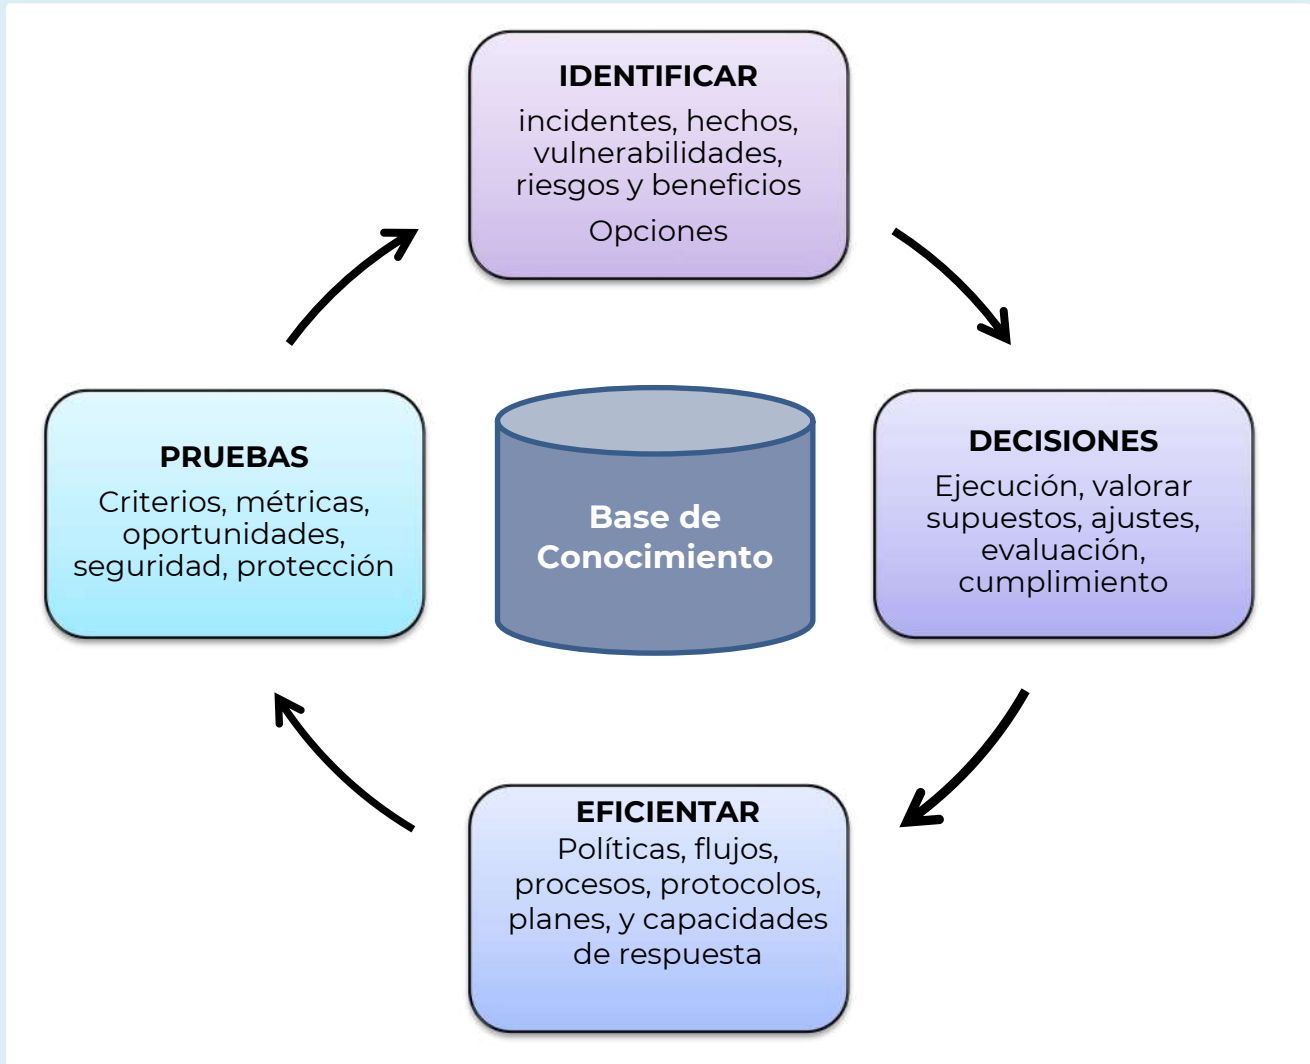 IDENTIFICAR
incidentes, hechos,
vulnerabilidades,
riesgos y beneficios
Opciones
PRUEBAS
Criterios, métricas,
oportunidades,
seguridad, protección
Base de
Conocimiento
DECISIONES
Ejecución, valorar
supuestos, ajustes,
evaluación,
cumplimiento
EFICIENTAR
Políticas, flujos,
procesos, protocolos,
planes, y capacidades
de respuesta